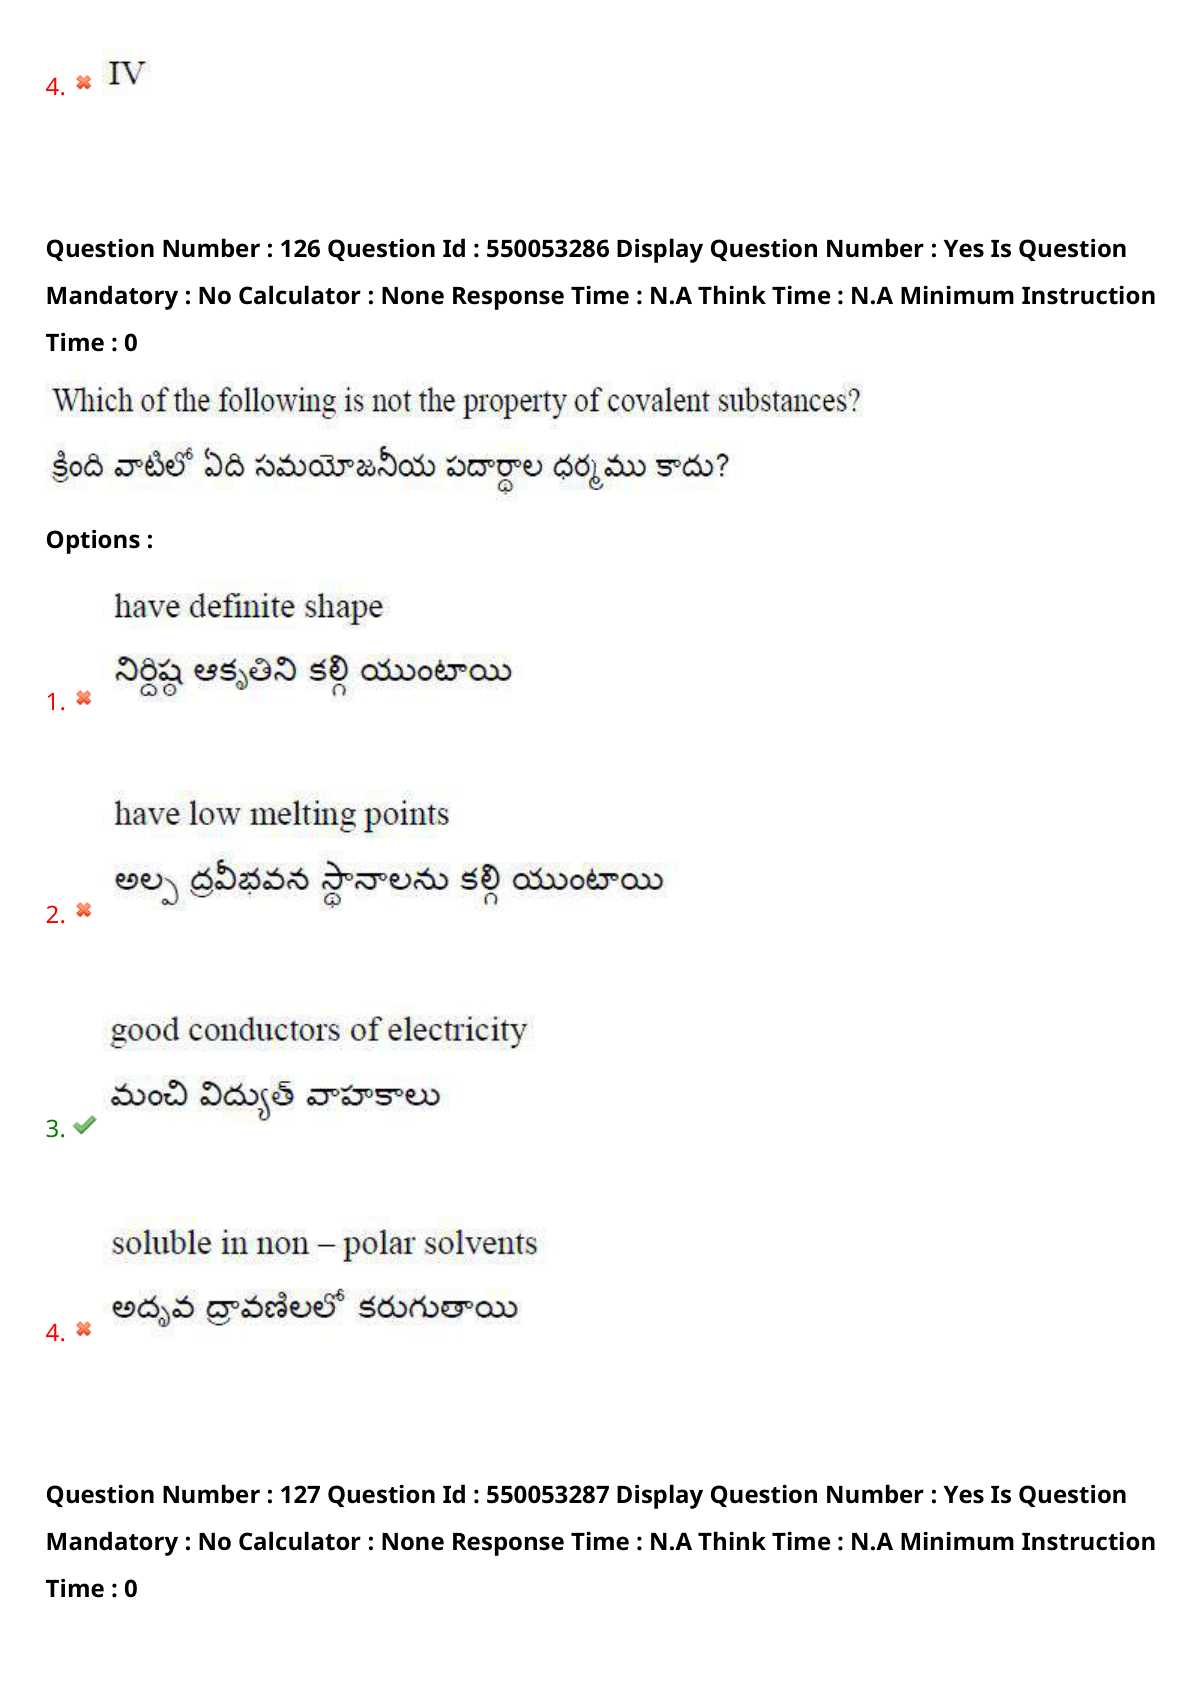 4. IV
Question Number : 126 Question Id : 550053286 Display Question Number : Yes Is Question
Mandatory : No Calculator : None Response Time : N.A Think Time : N.A Minimum Instruction
Time : 0
Which of the following is not the property of covalent substances?
క్రింది వాటిలో ఏది సమయోజనీయ పదార్థాల ధర్మము కాదు?
Options :
have definite shape
నిర్దిష్ఠ ఆకృతిని కల్గి యుంటాయి
1.
have low melting points
అల్ప ద్రవీభవన స్థానాలను కల్గి యుంటాయి
2.
good conductors of electricity
మంచి విద్యుత్ వాహకాలు
3.
soluble in non – polar solvents
అదృవ ద్రావణిలలో కరుగుతాయి
4.
Question Number : 127 Question Id : 550053287 Display Question Number : Yes Is Question
Mandatory : No Calculator : None Response Time : N.A Think Time : N.A Minimum Instruction
Time : 0